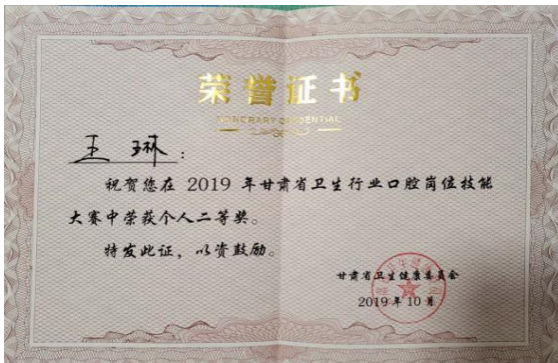 荣誉证书
HONORARY CREDENTIAL
王琳：
祝贺您在 2019 年甘肃省卫生行业口腔岗位技能
大赛中荣获个人二等奖。
特发此证，以资鼓励。
甘肃省卫生健康委员会
2019年10月